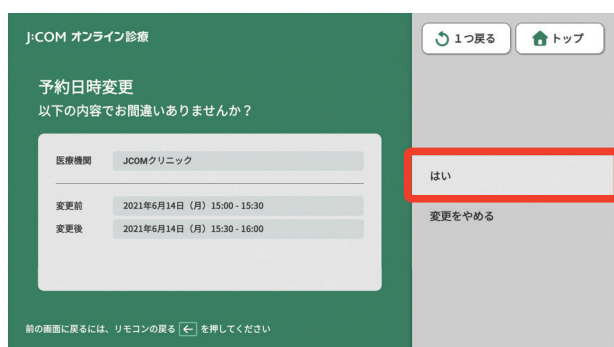 J:COM オンライン診療
1つ戻る
トップ
予約日時変更
以下の内容でお間違いありませんか？
医療機関 JCOMクリニック
変更前 2021年6月14日（月）15:00 - 15:30
変更後 2021年6月14日（月）15:30 - 16:00
はい
変更をやめる
前の画面に戻るには、リモコンの戻る ← を押してください